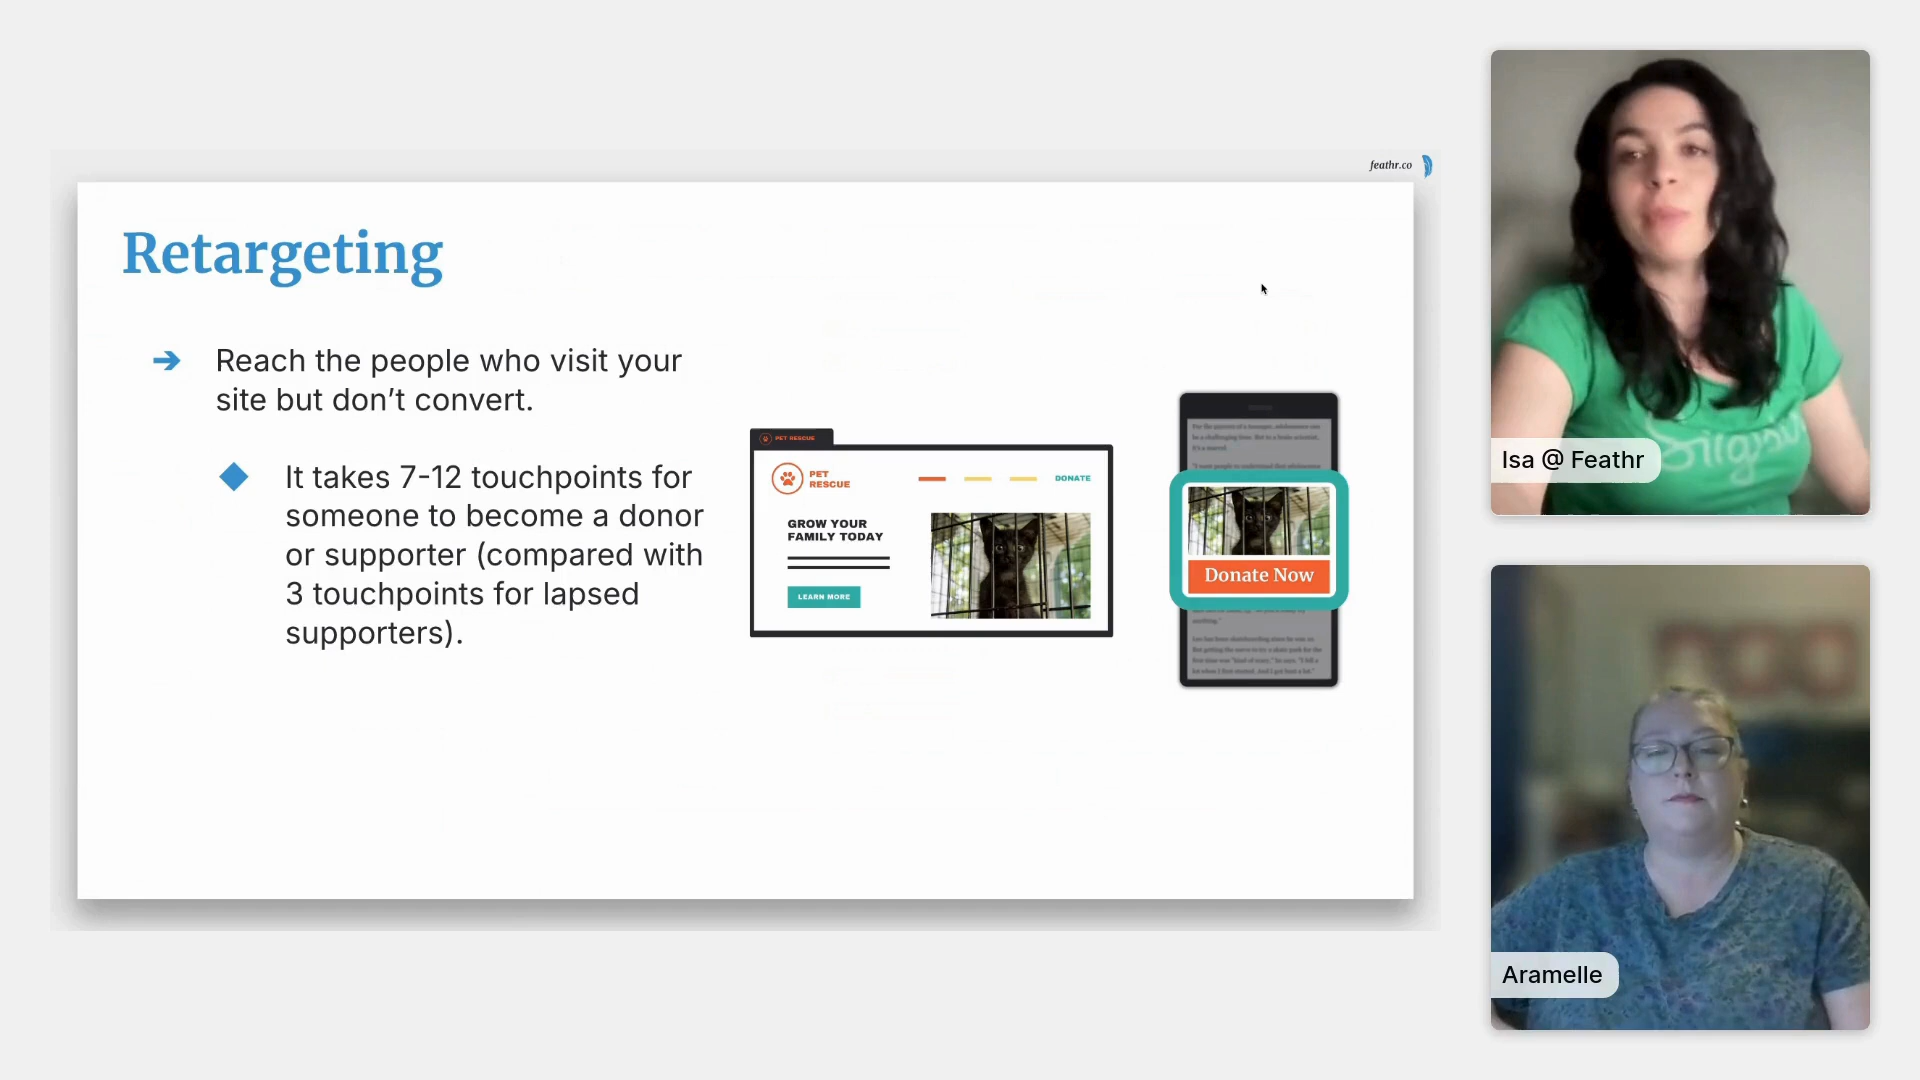 feathr.co
Retargeting
➔ Reach the people who visit your
site but don’t convert.
◆ It takes 7-12 touchpoints for
someone to become a donor
or supporter (compared with
3 touchpoints for lapsed
supporters).
PET RESCUE
PET
RESCUE
DONATE
GROW YOUR
FAMILY TODAY
LEARN MORE
Donate Now
Isa @ Feathr
Aramelle